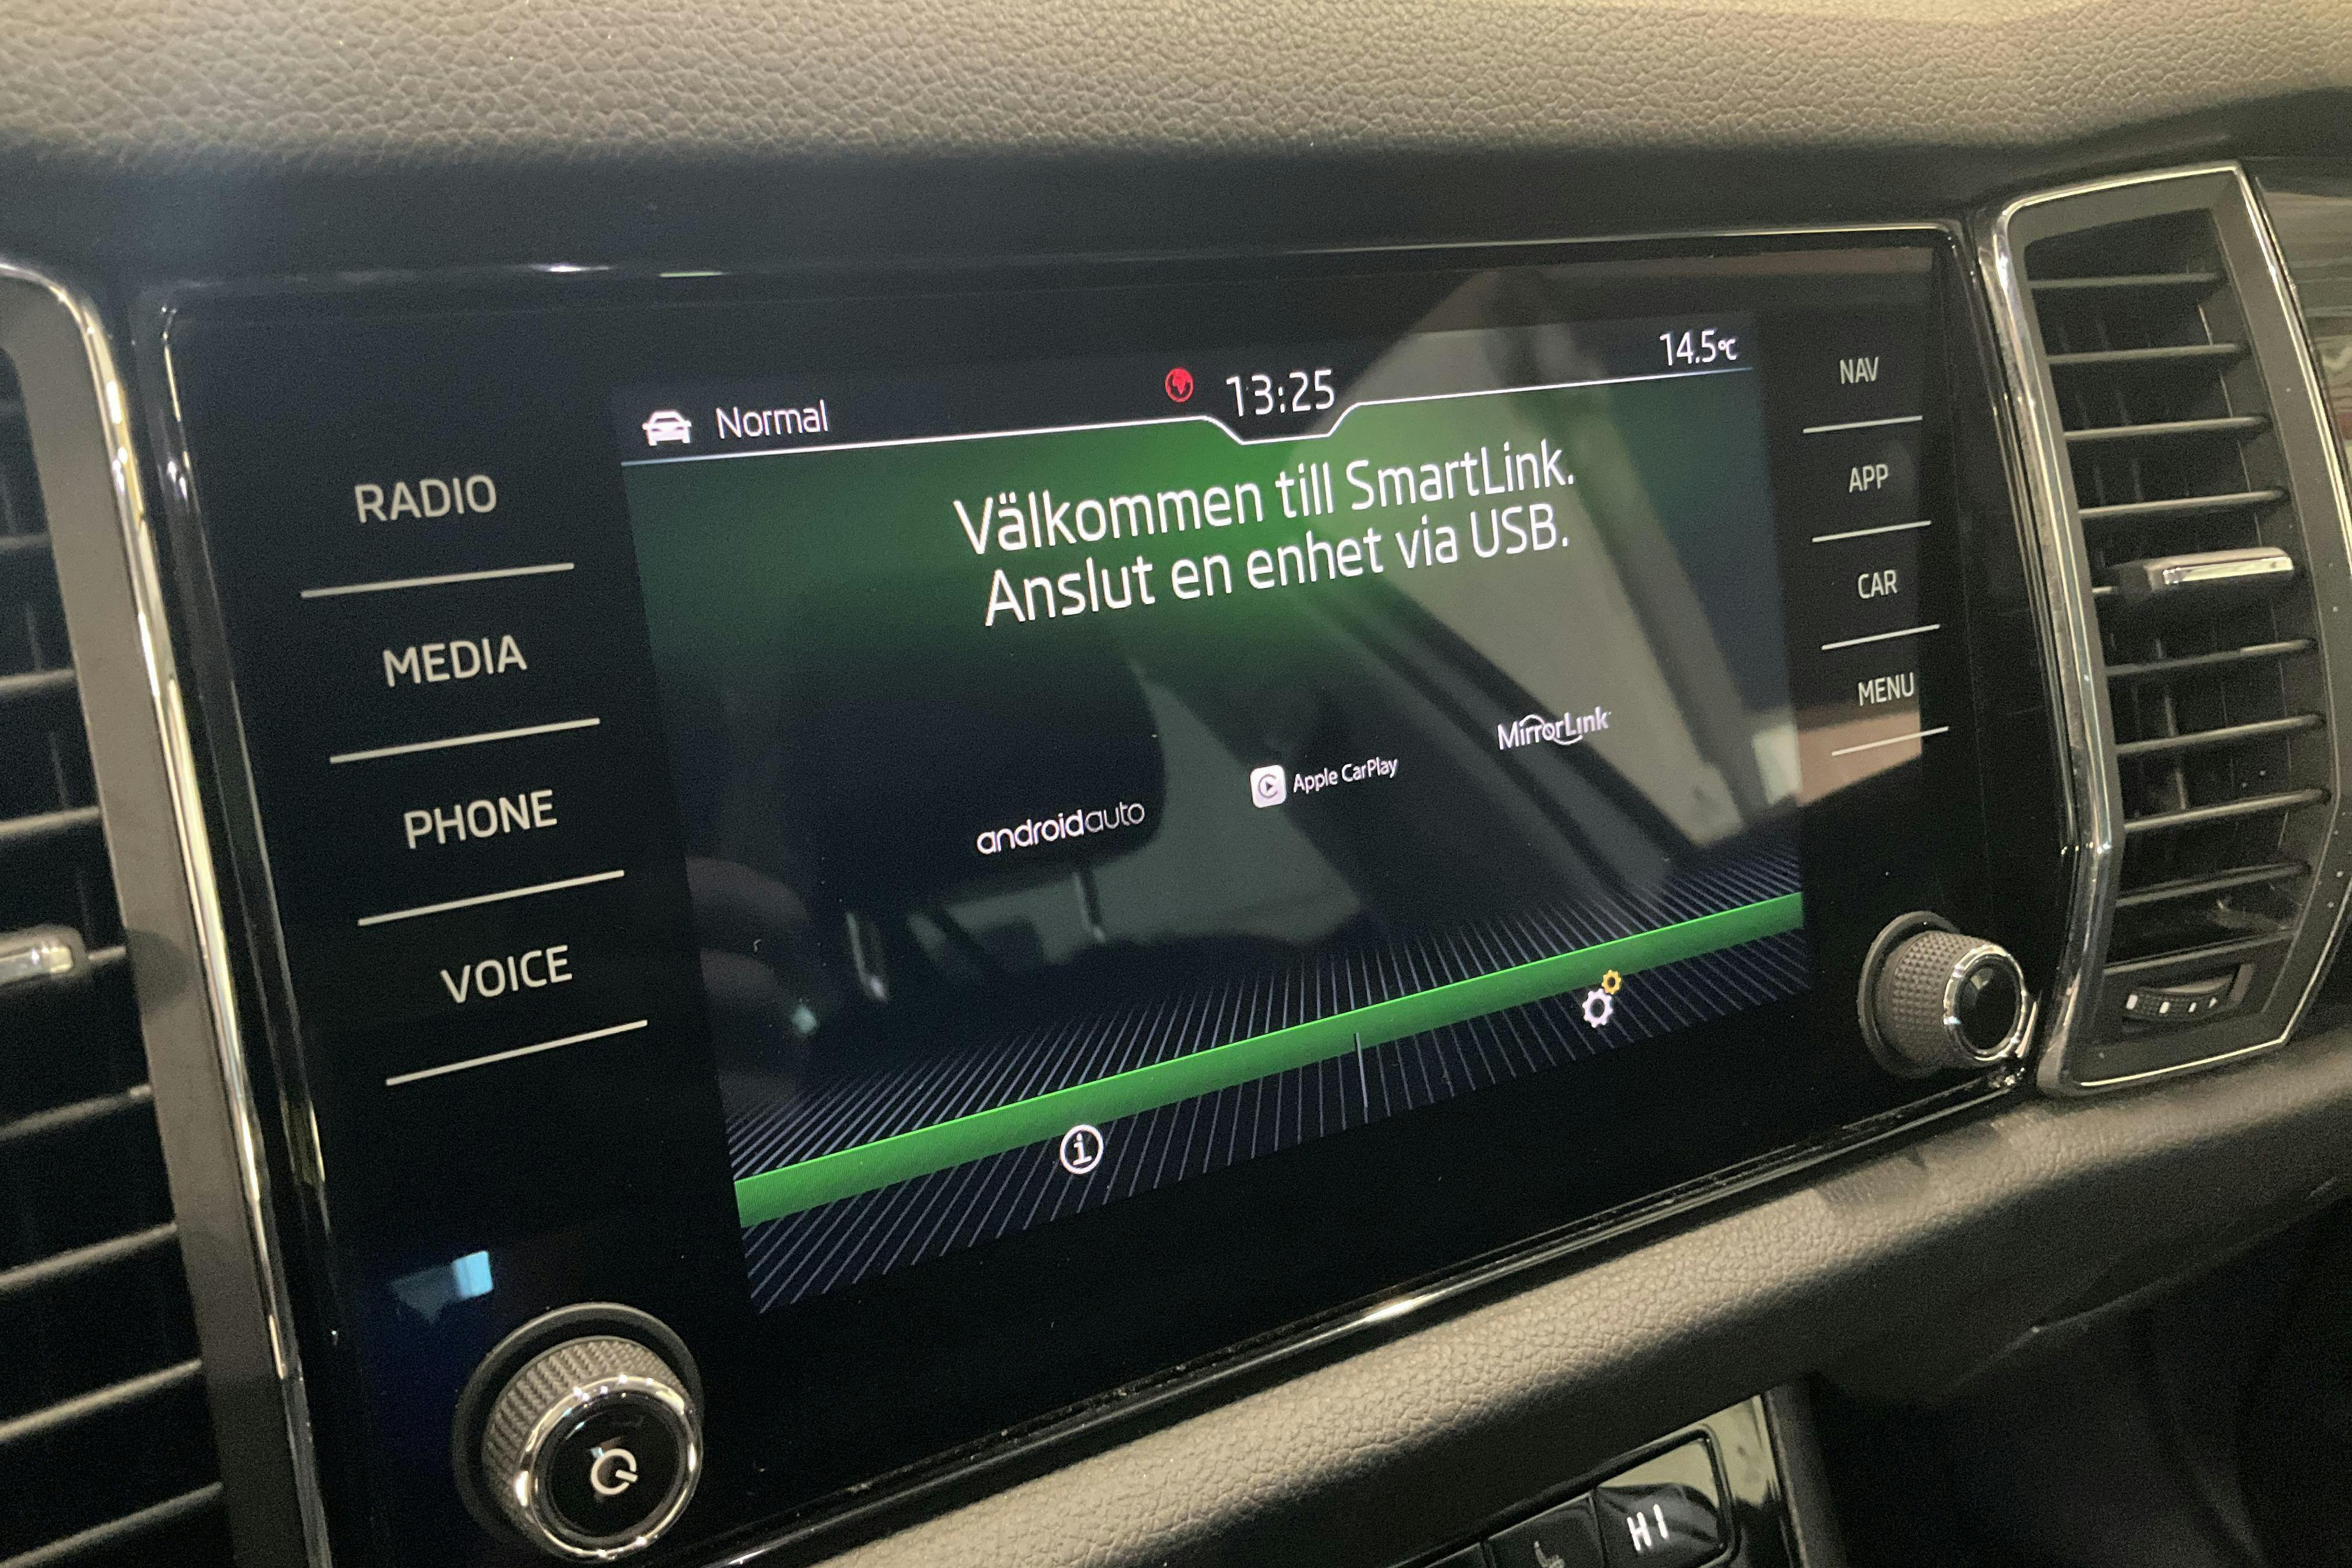 Normal
13:25
14.5°C
Välkommen till SmartLink.
Anslut en enhet via USB.
androidauto
Apple CarPlay
MirrorLink
RADIO
MEDIA
PHONE
VOICE
NAV
APP
CAR
MENU
HI